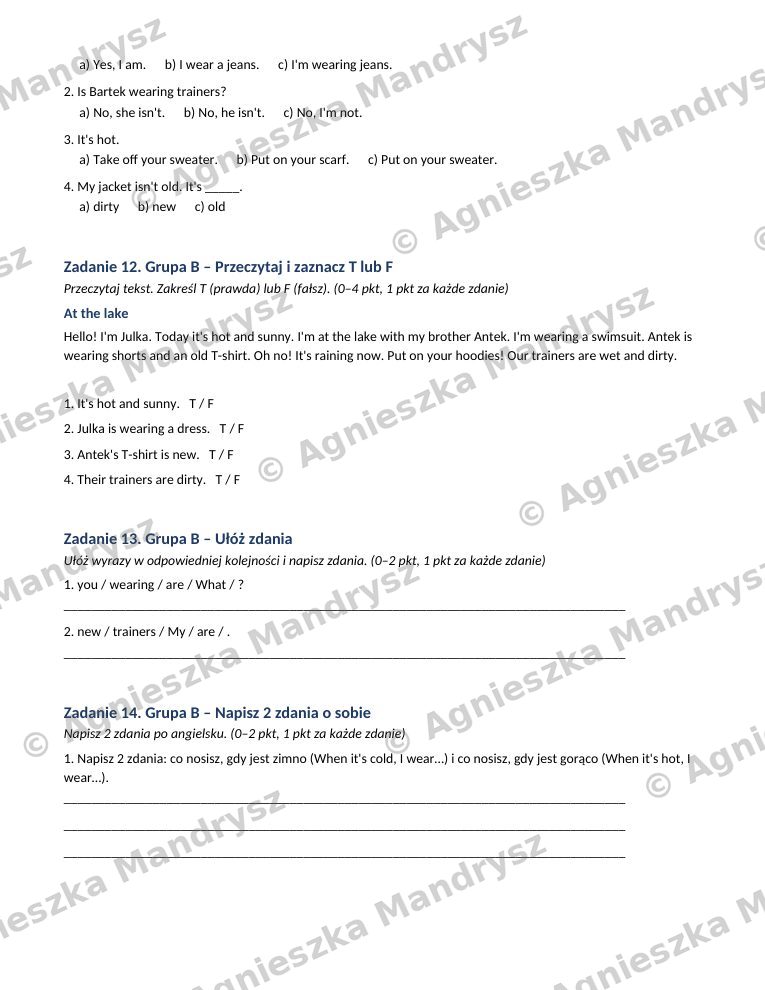 a) Yes, I am. b) I wear a jeans. c) I'm wearing jeans.
2. Is Bartek wearing trainers?
a) No, she isn't. b) No, he isn't. c) No, I'm not.
3. It's hot.
a) Take off your sweater. b) Put on your scarf. c) Put on your sweater.
4. My jacket isn't old. It's _____.
a) dirty b) new c) old
Zadanie 12. Grupa B – Przeczytaj i zaznacz T lub F
Przeczytaj tekst. Zakreśl T (prawda) lub F (fałsz). (0–4 pkt, 1 pkt za każde zdanie)
At the lake
Hello! I'm Julka. Today it's hot and sunny. I'm at the lake with my brother Antek. I'm wearing a swimsuit. Antek is
wearing shorts and an old T-shirt. Oh no! It's raining now. Put on your hoodies! Our trainers are wet and dirty.
1. It's hot and sunny. T / F
2. Julka is wearing a dress. T / F
3. Antek's T-shirt is new. T / F
4. Their trainers are dirty. T / F
Zadanie 13. Grupa B – Ułóż zdania
Ułóż wyrazy w odpowiedniej kolejności i napisz zdania. (0–2 pkt, 1 pkt za każde zdanie)
1. you / wearing / are / What / ?
2. new / trainers / My / are / .
Zadanie 14. Grupa B – Napisz 2 zdania o sobie
Napisz 2 zdania po angielsku. (0–2 pkt, 1 pkt za każde zdanie)
1. Napisz 2 zdania: co nosisz, gdy jest zimno (When it's cold, I wear…) i co nosisz, gdy jest gorąco (When it's hot, I
wear…).
© Agnieszka Mandrysz